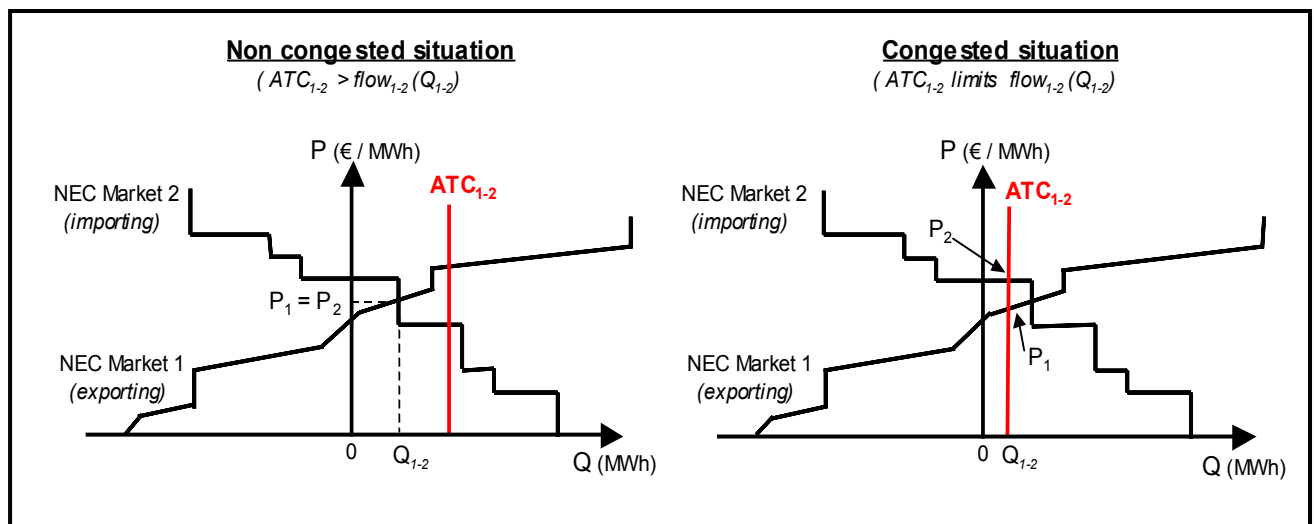 Non congested situation
( ATC1-2 > flow1-2 (Q1-2)
P (€ / MWh)
ATC1-2
NEC Market 2
(importing)
P1 = P2
NEC Market 1
(exporting)
0
Q1-2
Q (MWh)
Congested situation
( ATC1-2 limits flow1-2 (Q1-2)
P (€ / MWh)
ATC1-2
NEC Market 2
(importing)
P2
P1
NEC Market 1
(exporting)
0
Q1-2
Q (MWh)